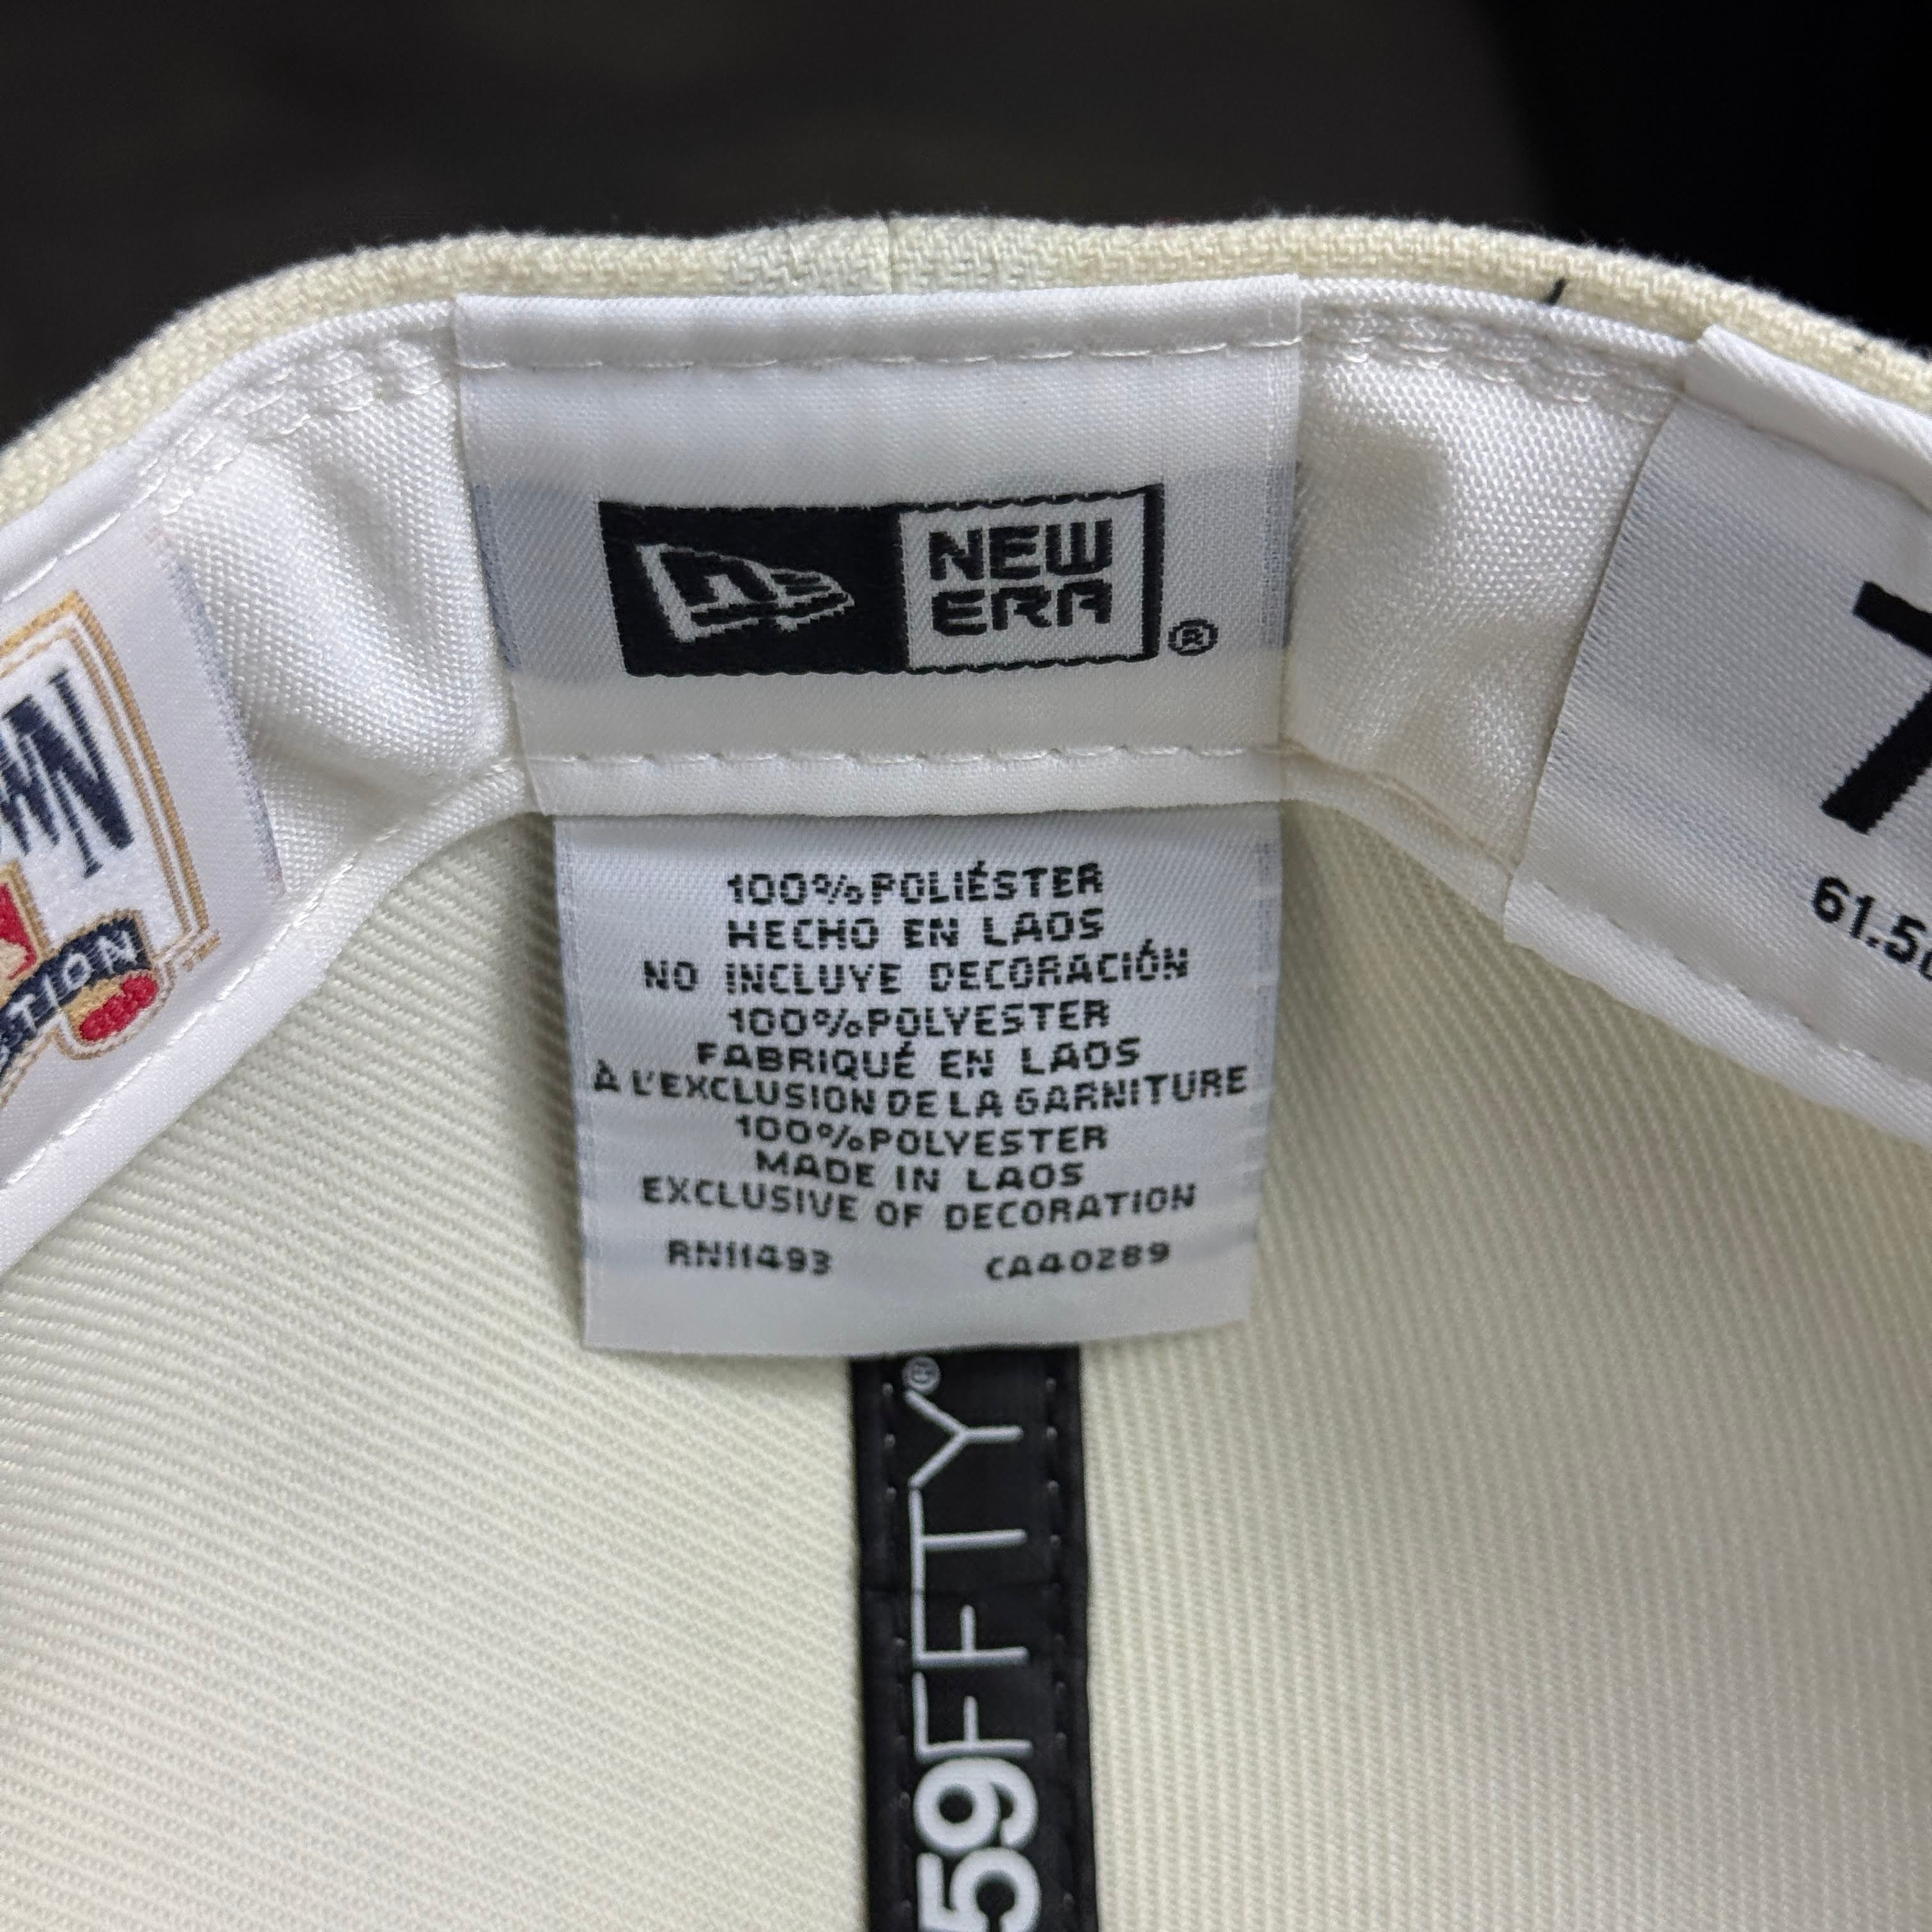 NEW
ERA
®
100%POLIÉSTER
HECHO EN LAOS
NO INCLUYE DECORACIÓN
100%POLYESTER
FABRIQUÉ EN LAOS
À L'EXCLUSION DE LA GARNITURE
100%POLYESTER
MADE IN LAOS
EXCLUSIVE OF DECORATION
RN11493 CA40289
59FIFTY®
7